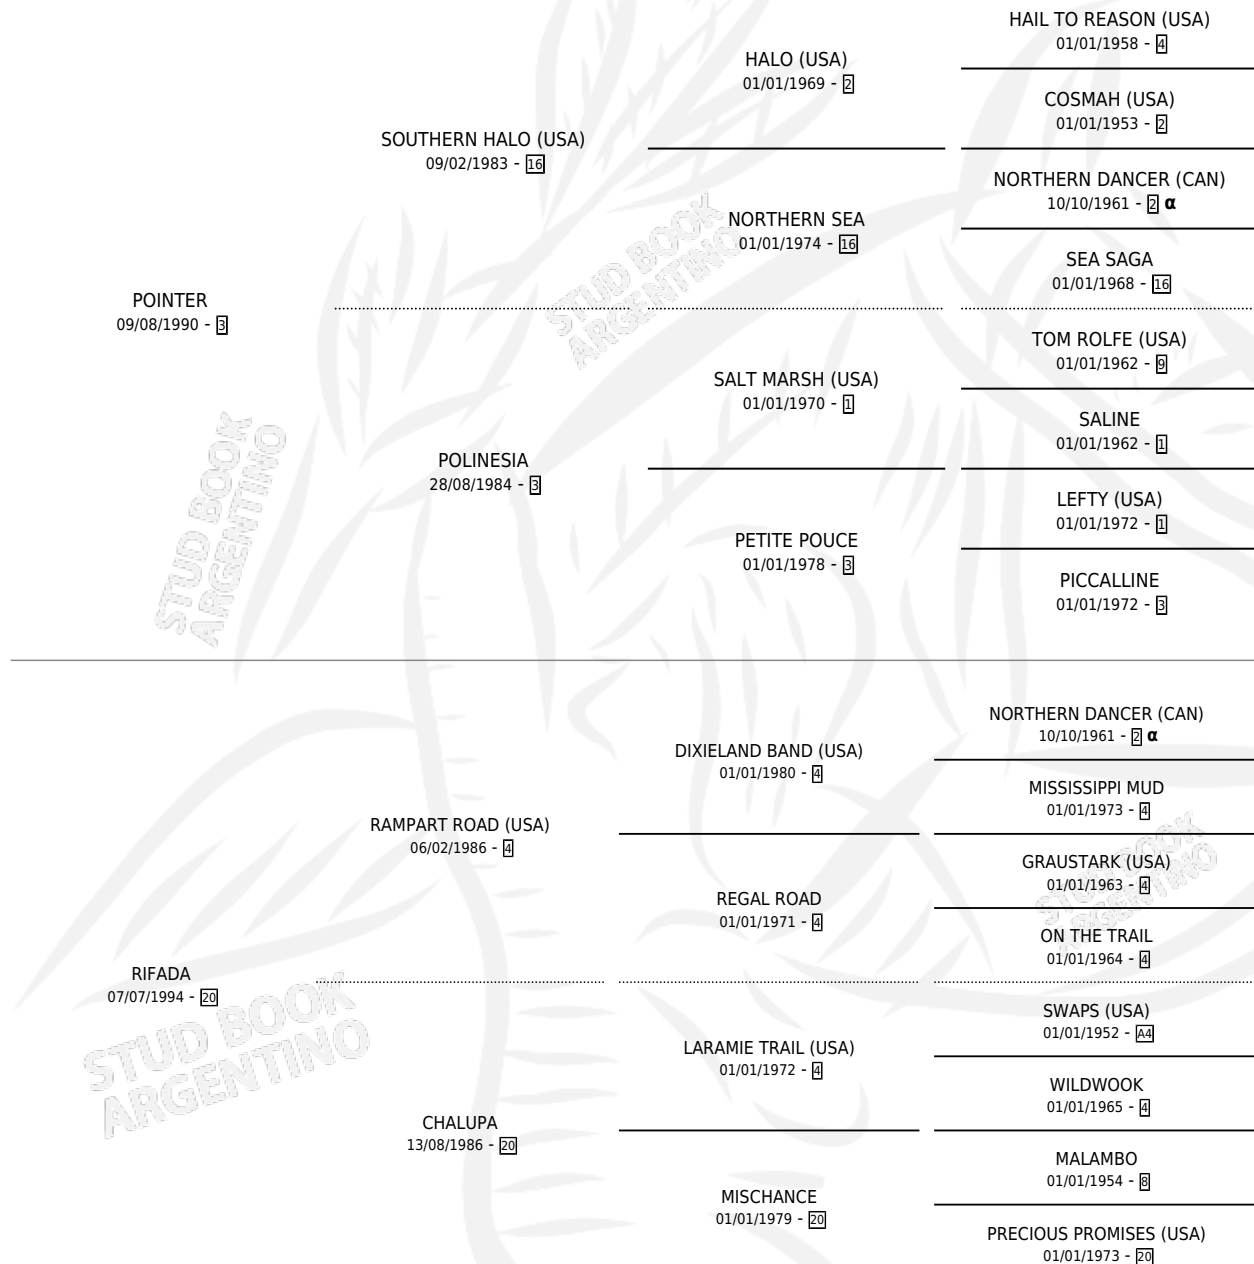 HAIL TO REASON (USA)
01/01/1958 - 4
HALO (USA)
01/01/1969 - 2
COSMAH (USA)
01/01/1953 - 2
SOUTHERN HALO (USA)
09/02/1983 - 16
NORTHERN DANCER (CAN)
10/10/1961 - 2 α
NORTHERN SEA
01/01/1974 - 16
SEA SAGA
01/01/1968 - 16
STUD BOOK
ARGENTINO
POINTER
09/08/1990 - 3
TOM ROLFE (USA)
01/01/1962 - 9
SALT MARSH (USA)
01/01/1970 - 1
SALINE
01/01/1962 - 1
POLINESIA
28/08/1984 - 3
LEFTY (USA)
01/01/1972 - 1
PETITE POUCE
01/01/1978 - 3
PICCALLINE
01/01/1972 - 3
STUD BOOK
ARGENTINO
NORTHERN DANCER (CAN)
10/10/1961 - 2 α
DIXIELAND BAND (USA)
01/01/1980 - 4
MISSISSIPPI MUD
01/01/1973 - 4
RAMPART ROAD (USA)
06/02/1986 - 4
GRAUSTARK (USA)
01/01/1963 - 4
STUD BOOK
ARGENTINO
REGAL ROAD
01/01/1971 - 4
ON THE TRAIL
01/01/1964 - 4
RIFADA
07/07/1994 - 20
STUD BOOK
ARGENTINO
SWAPS (USA)
01/01/1952 - A4
LARAMIE TRAIL (USA)
01/01/1972 - 4
WILDWOOK
01/01/1965 - 4
CHALUPA
13/08/1986 - 20
MALAMBO
01/01/1954 - 8
MISCHANCE
01/01/1979 - 20
PRECIOUS PROMISES (USA)
01/01/1973 - 20